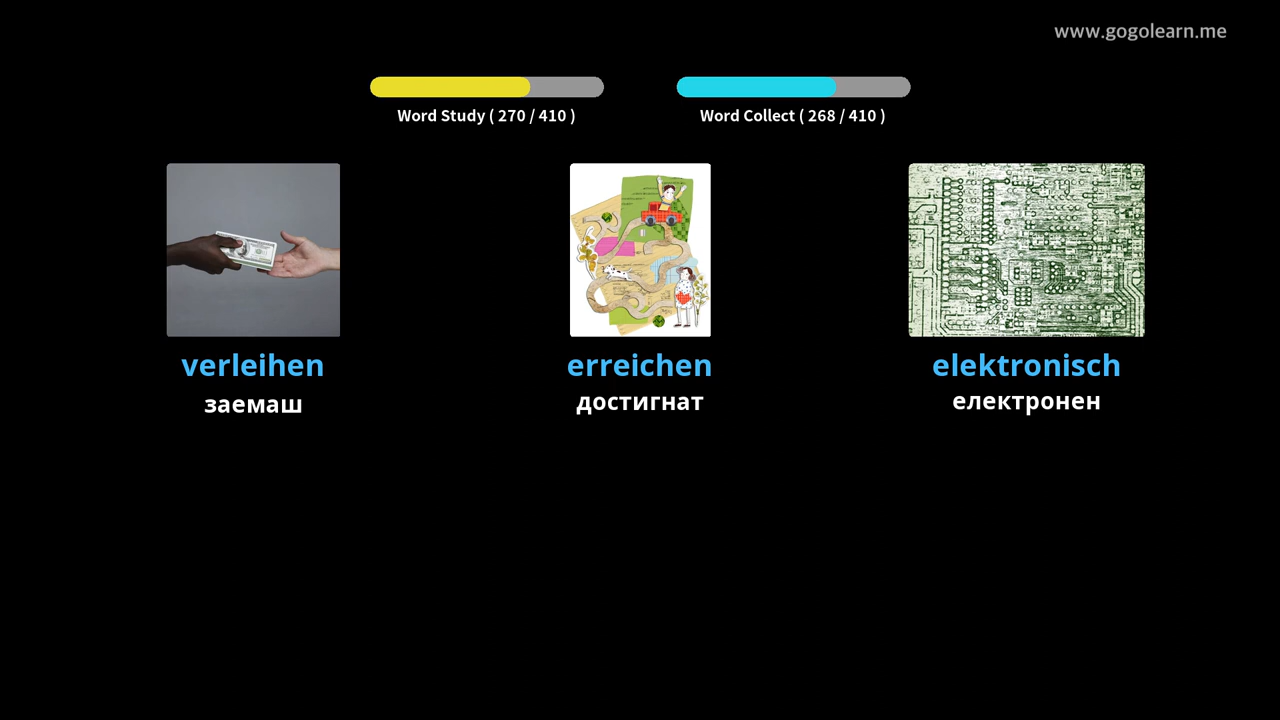 www.gogolearn.me
Word Study ( 270 / 410 )
Word Collect ( 268 / 410 )
verleihen
заемаш
erreichen
достигнат
elektronisch
електронен